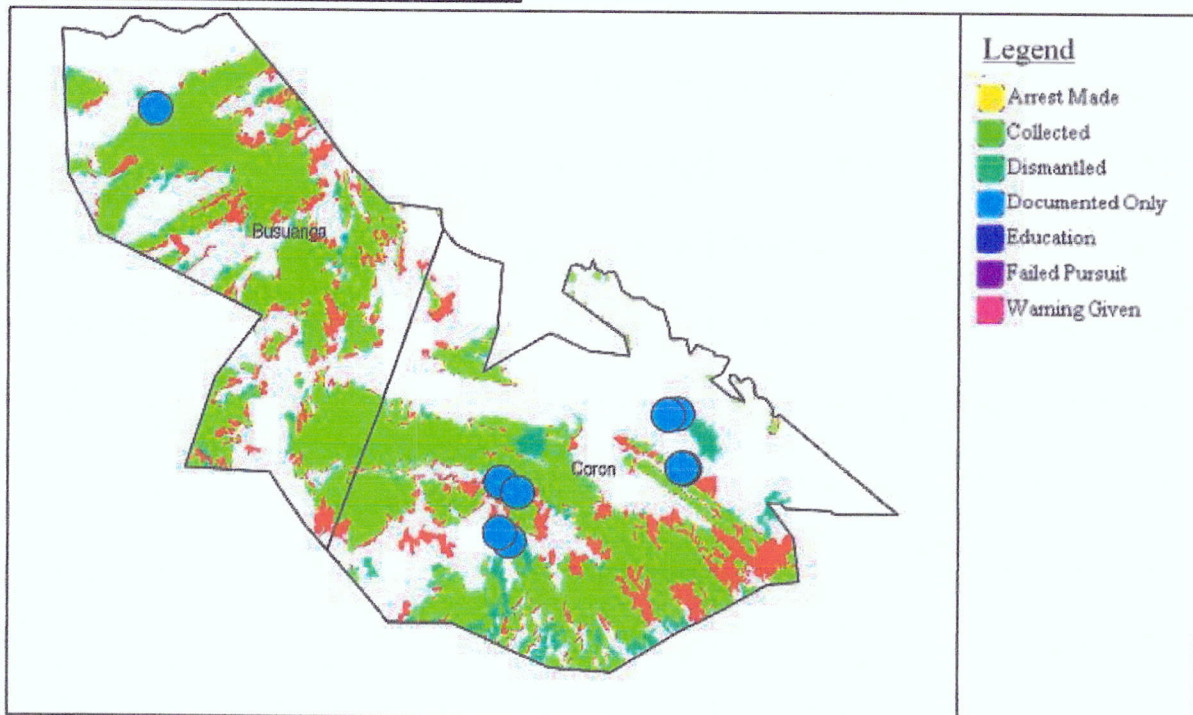 Legend
Arrest Made
Collected
Dismantled
Documented Only
Education
Failed Pursuit
Warning Given
Busuanga
Coron